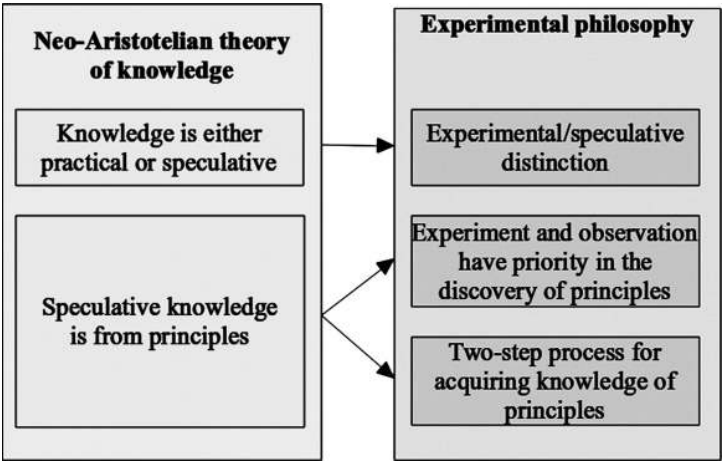 Neo-Aristotelian theory
of knowledge
Knowledge is either
practical or speculative
Speculative knowledge
is from principles
Experimental philosophy
Experimental/speculative
distinction
Experiment and observation
have priority in the
discovery of principles
Two-step process for
acquiring knowledge of
principles